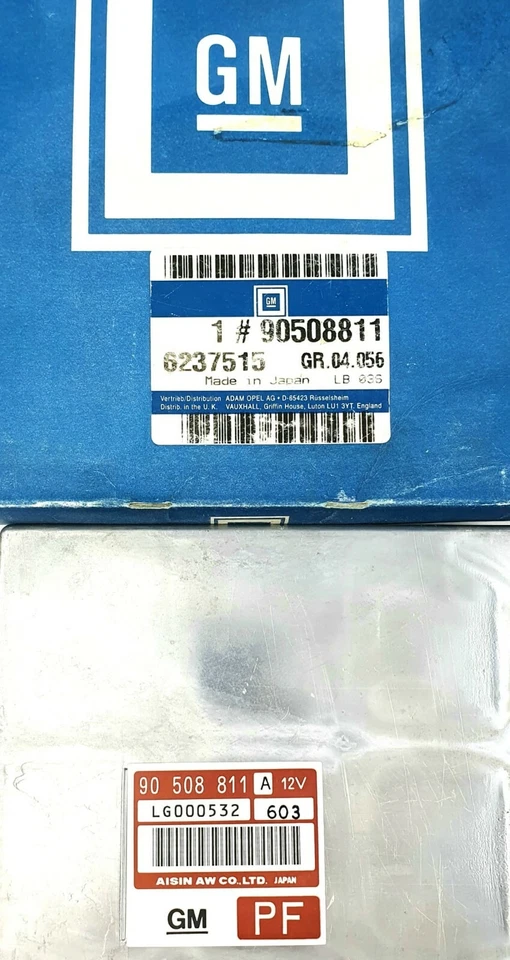 GM
GM
1 # 90508811
6237515 GR.04.056
Made in Japan LB 036
Vertrieb/Distribution ADAM OPEL AG • D-65423 Rüsselsheim
Distrib. in the U. K. VAUXHALL, Griffin House, Luton LU1 3YT, England
90 508 811 A 12V
LG000532 603
AISIN AW CO., LTD. JAPAN
GM PF